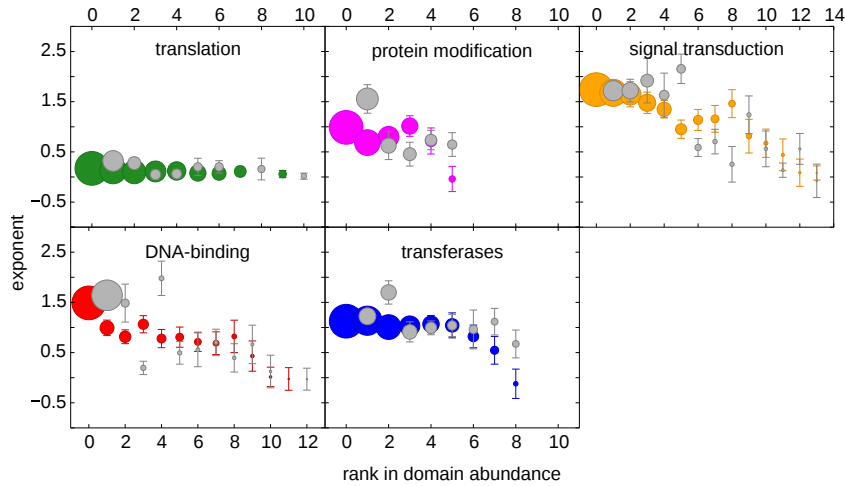 0 2 4 6 8 10 0 2 4 6 8 10 0 2 4 6 8 10 12 14
translation protein modification signal transduction
2.5
1.5
0.5
−0.5
exponent
DNA-binding transferases
2.5
1.5
0.5
−0.5
0 2 4 6 8 10 12 0 2 4 6 8 10
rank in domain abundance